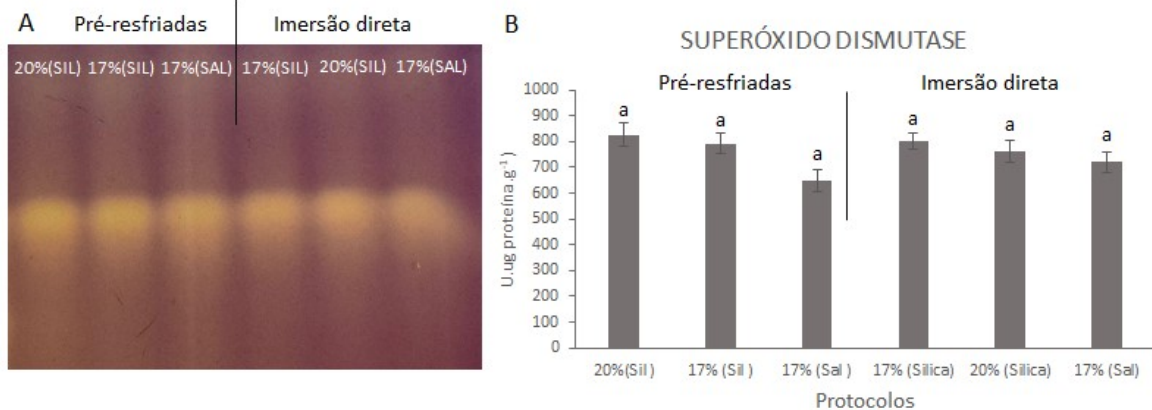 A
Pré-resfriadas
Imersão direta
20%(SIL) 17%(SIL) 17%(SAL) 17%(SIL) 20%(SIL) 17%(SAL)
B
SUPERÓXIDO DISMUTASE
Pré-resfriadas
Imersão direta
1000
900
800
700
600
500
400
300
200
100
0
U.ug proteína .g⁻¹
a a a a a a
20%(Sil ) 17% (Sil ) 17% (Sal ) 17% (Silica) 20% (Silica) 17% (Sal)
Protocolos